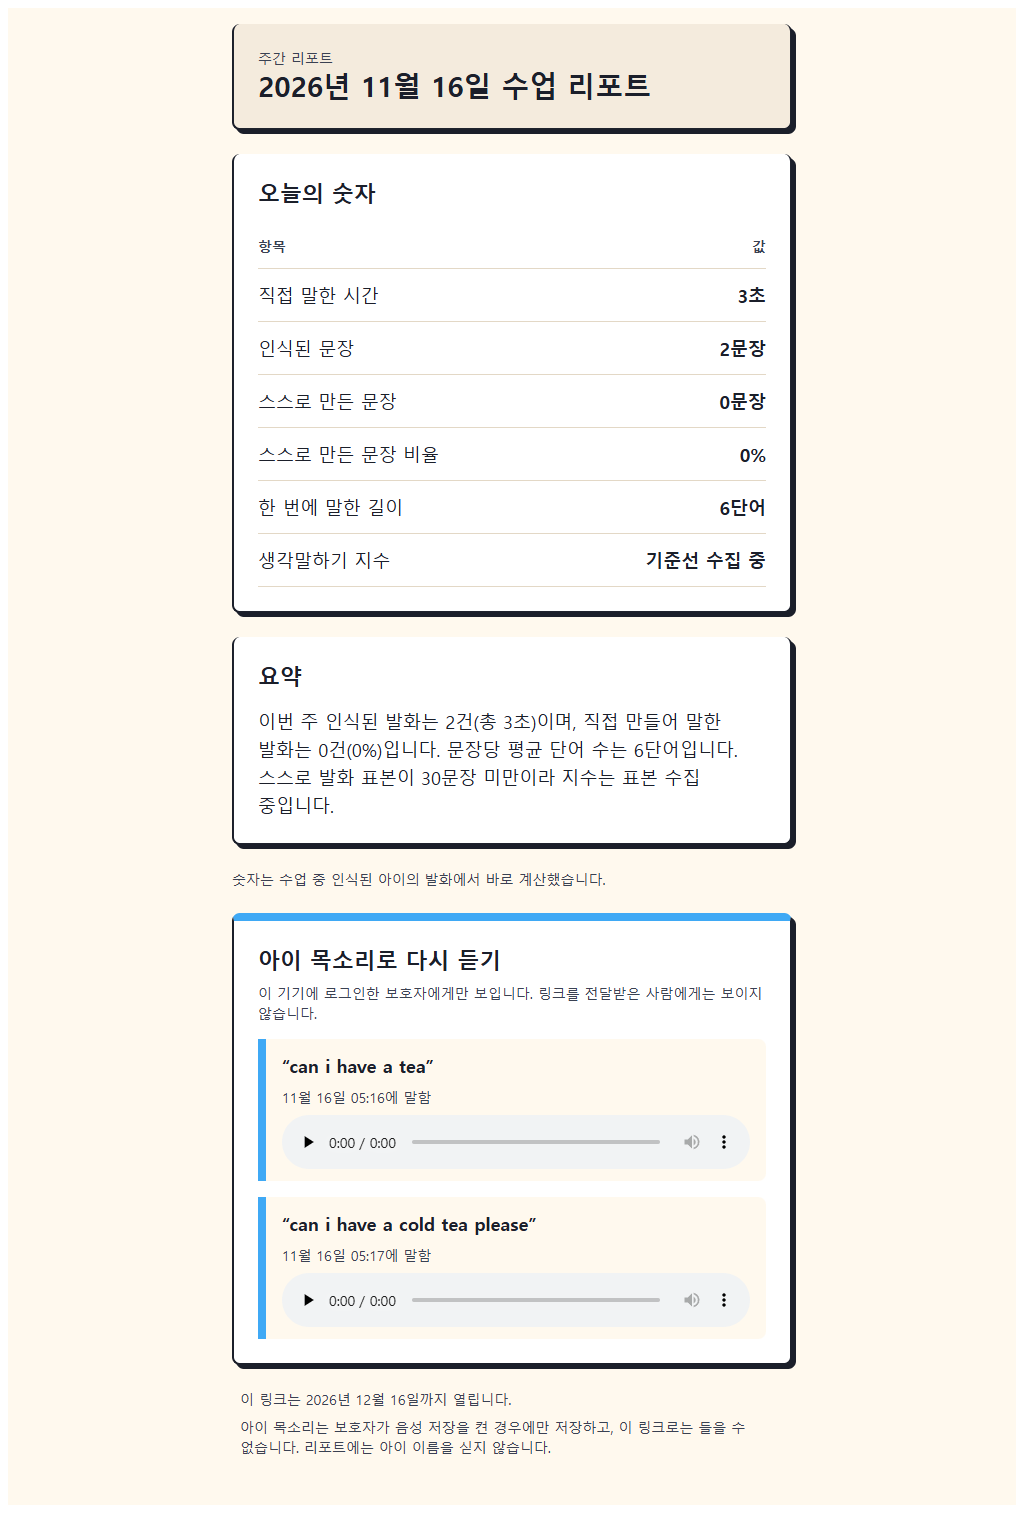 주간 리포트
2026년 11월 16일 수업 리포트
오늘의 숫자
항목 값
직접 말한 시간 3초
인식된 문장 2문장
스스로 만든 문장 0문장
스스로 만든 문장 비율 0%
한 번에 말한 길이 6단어
생각말하기 지수 기준선 수집 중
요약
이번 주 인식된 발화는 2건(총 3초)이며, 직접 만들어 말한
발화는 0건(0%)입니다. 문장당 평균 단어 수는 6단어입니다.
스스로 발화 표본이 30문장 미만이라 지수는 표본 수집
중입니다.
숫자는 수업 중 인식된 아이의 발화에서 바로 계산했습니다.
아이 목소리로 다시 듣기
이 기기에 로그인한 보호자에게만 보입니다. 링크를 전달받은 사람에게는 보이지
않습니다.
“can i have a tea”
11월 16일 05:16에 말함
0:00 / 0:00
“can i have a cold tea please”
11월 16일 05:17에 말함
0:00 / 0:00
이 링크는 2026년 12월 16일까지 열립니다.
아이 목소리는 보호자가 음성 저장을 켠 경우에만 저장하고, 이 링크로는 들을 수
없습니다. 리포트에는 아이 이름을 싣지 않습니다.